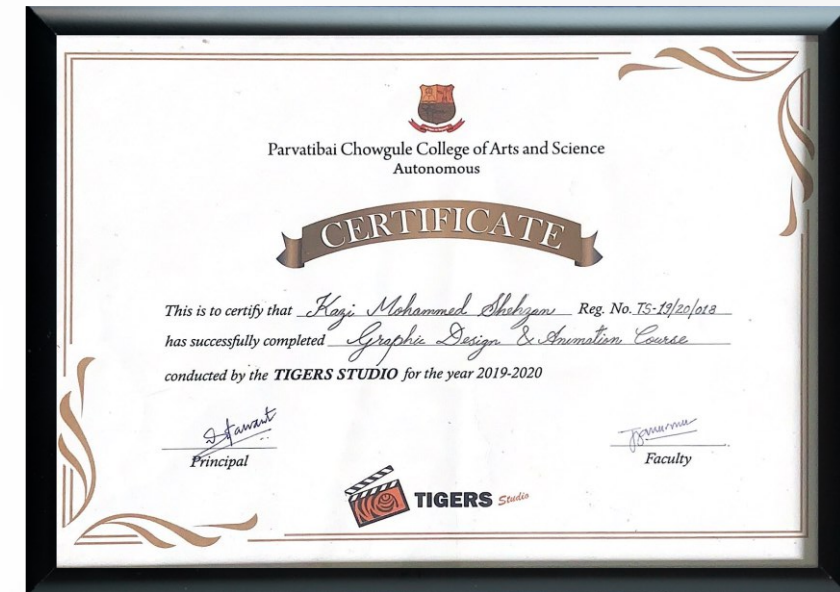 Parvatibai Chowgule College of Arts and Science
Autonomous
CERTIFICATE
This is to certify that Kazi Mohammed Shehzan Reg. No. TS-19/20/018
has successfully completed Graphic Design & Animation Course
conducted by the TIGERS STUDIO for the year 2019-2020
Principal
Faculty
TIGERS Studio